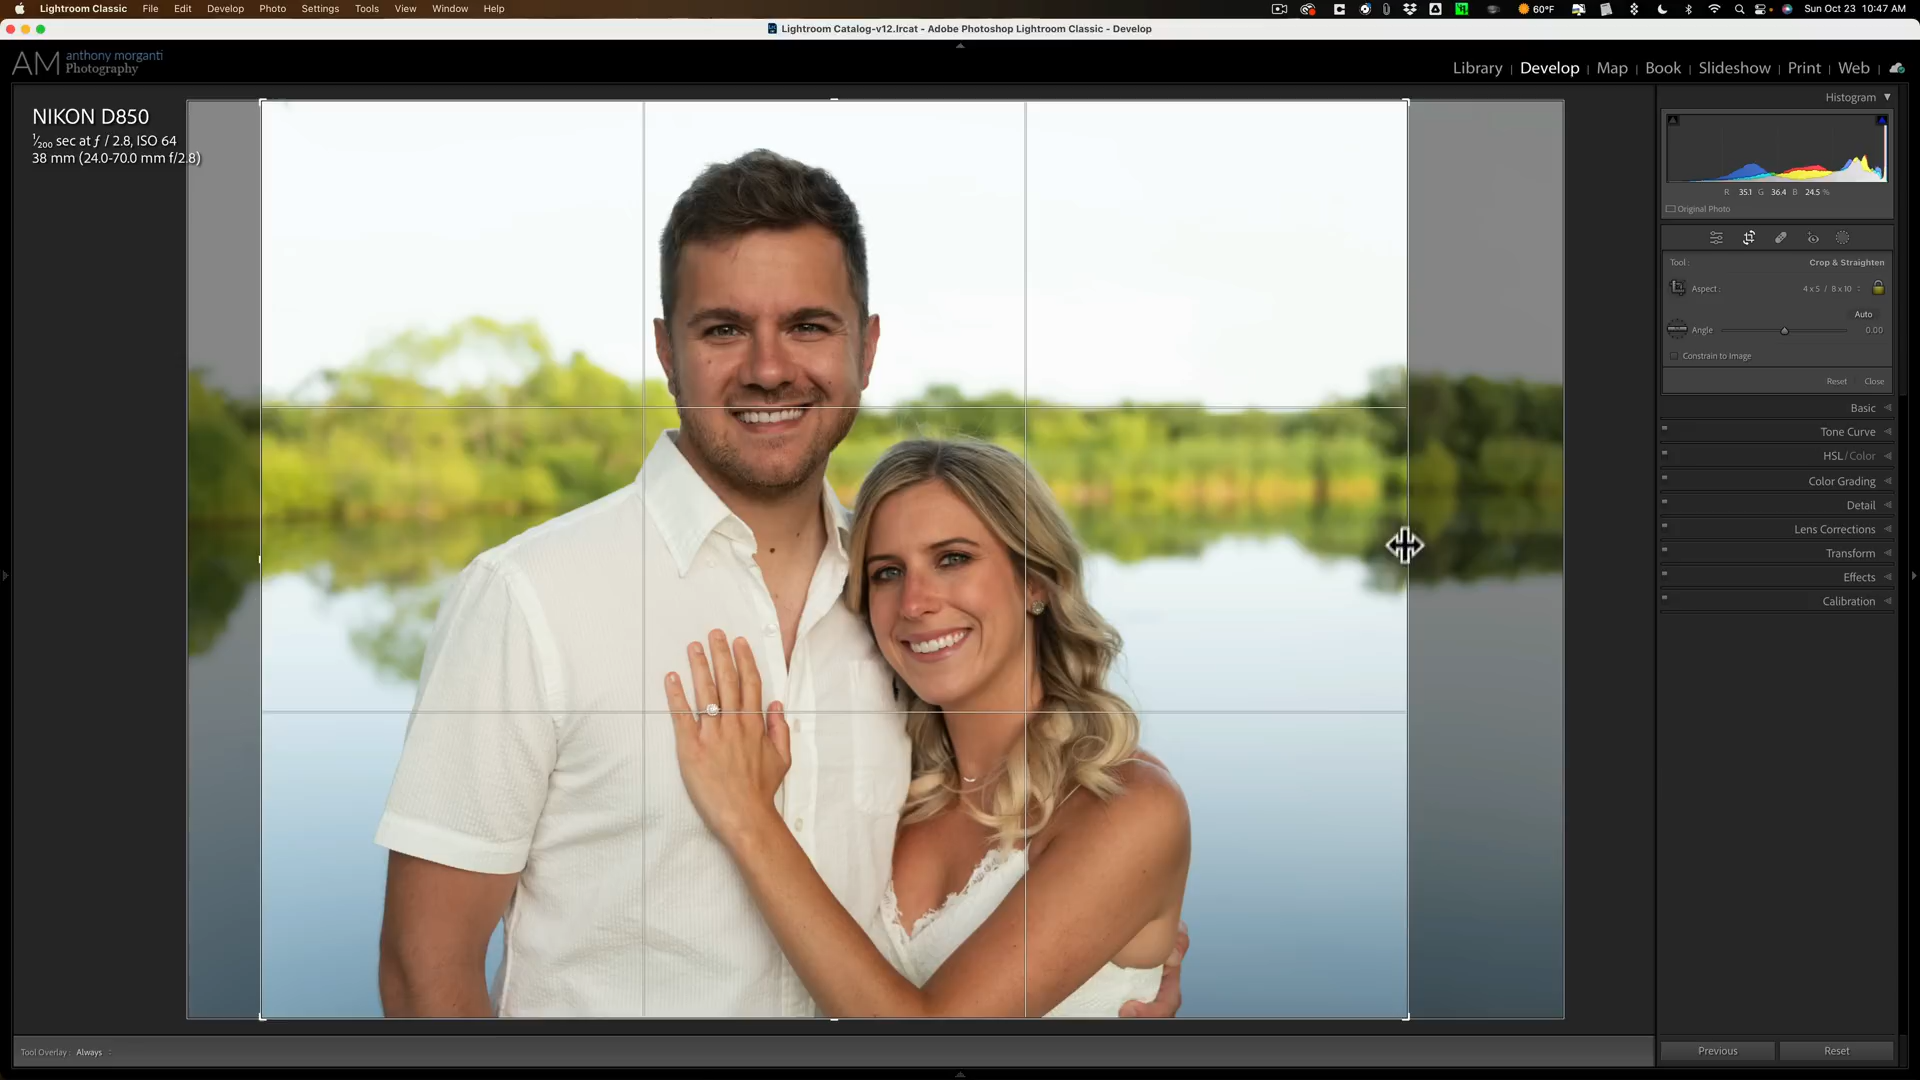 Lightroom Classic File Edit Develop Photo Settings Tools View Window Help 60°F Sun Oct 23 10:47 AM
Lightroom Catalog-v12.lrcat - Adobe Photoshop Lightroom Classic - Develop
AM anthony morganti
Photography
Library | Develop | Map | Book | Slideshow | Print | Web
Histogram
NIKON D850
1/200 sec at ƒ / 2.8, ISO 64
38 mm (24.0-70.0 mm f/2.8)
R 35.1 G 36.4 B 24.5 %
Original Photo
Tool : Crop & Straighten
Aspect : 4 x 5 / 8 x 10
Auto
Angle 0.00
Constrain to Image
Reset Close
Basic
Tone Curve
HSL / Color
Color Grading
Detail
Lens Corrections
Transform
Effects
Calibration
Tool Overlay : Always
Previous Reset